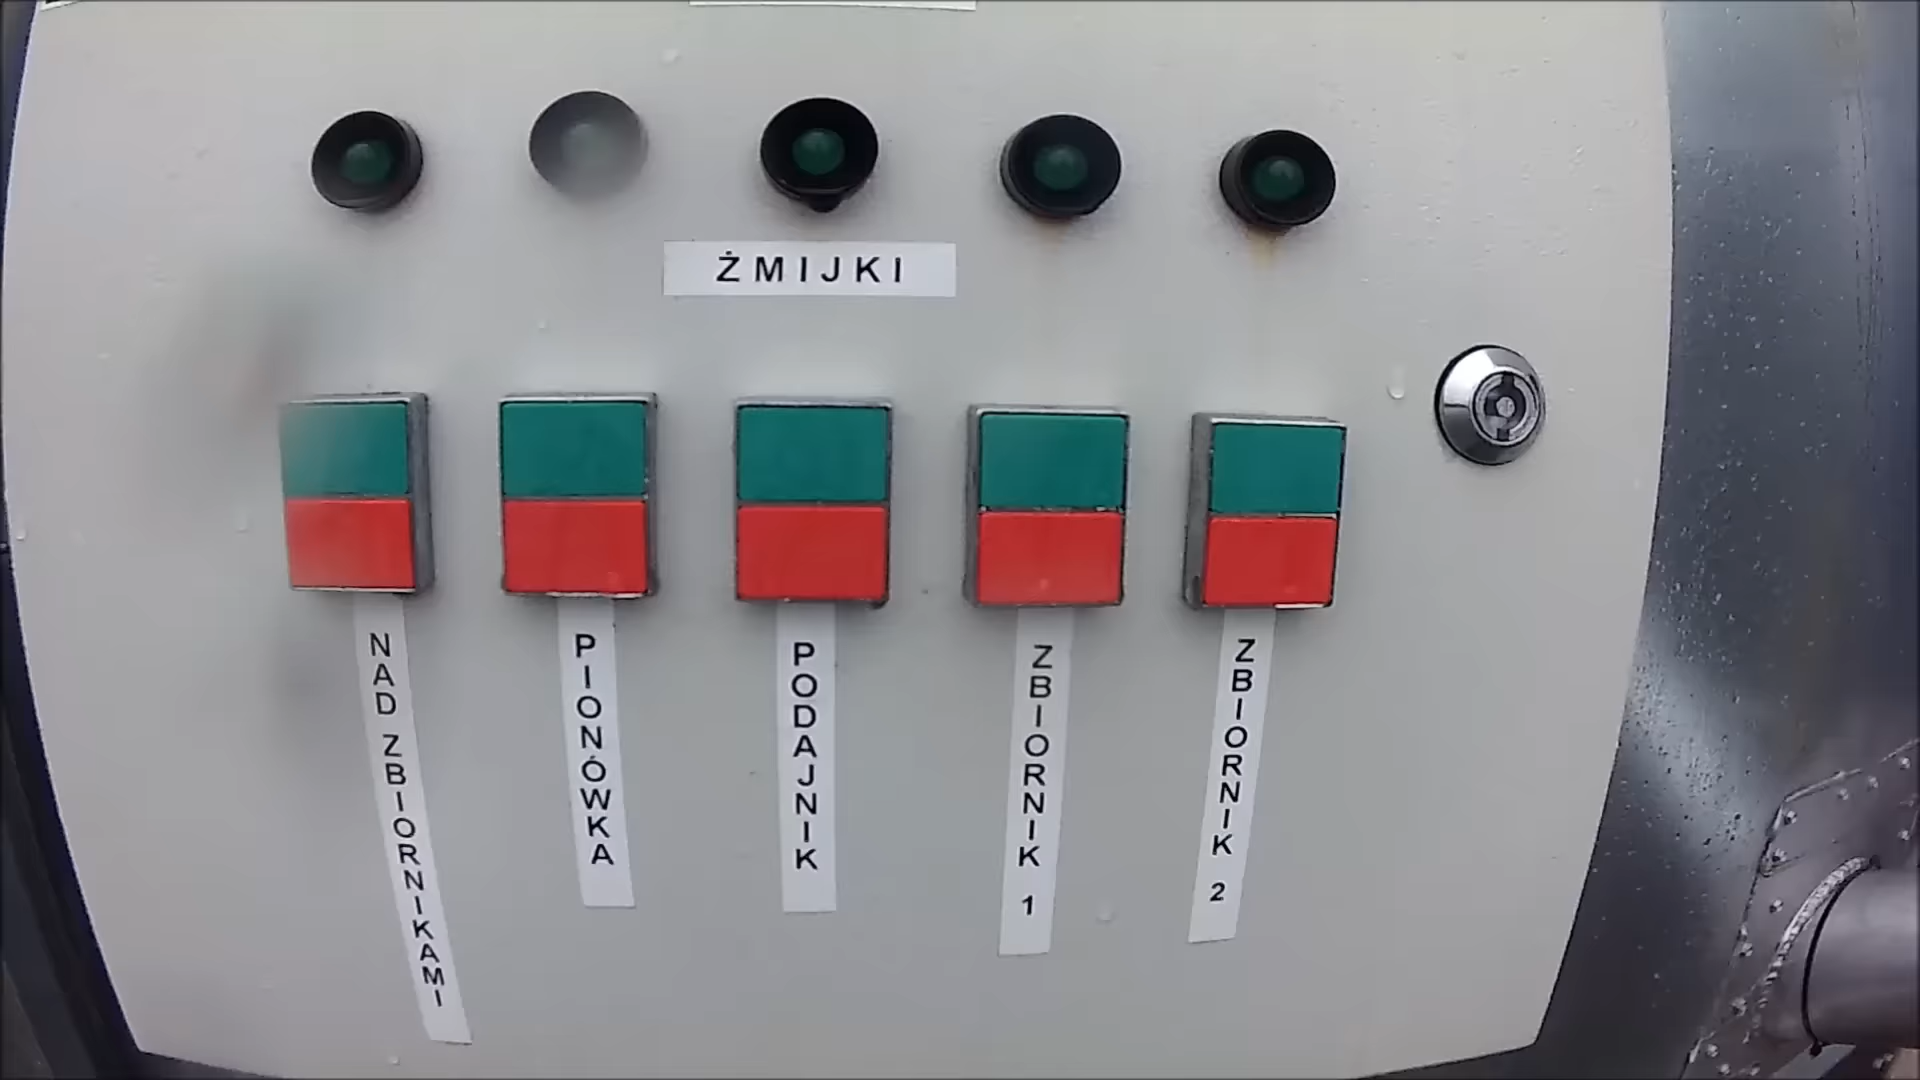 ŻMIJKI
NAD ZBIORNIKAMI
PIONÓWKA
PODAJNIK
ZBIORNIK 1
ZBIORNIK 2